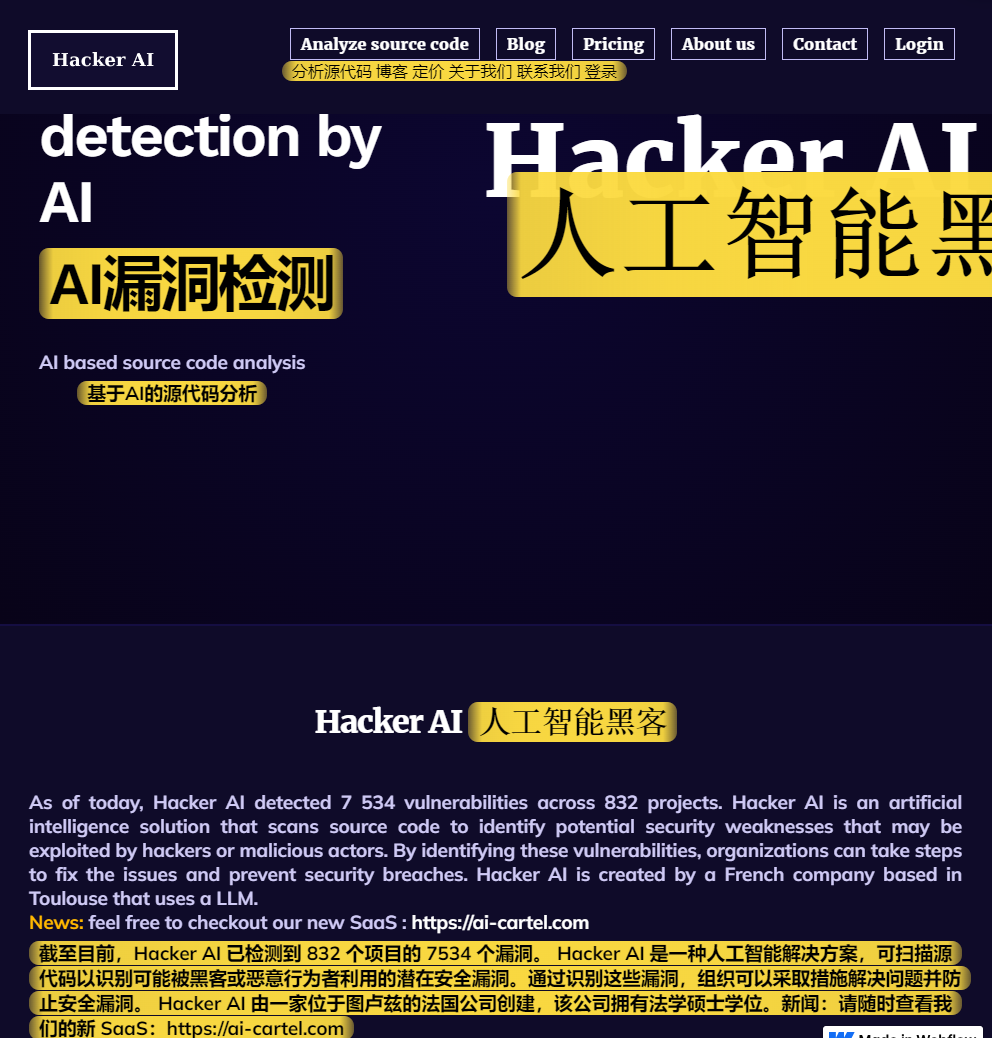 Hacker AI
Analyze source code Blog Pricing About us Contact Login
分析源代码 博客 定价 关于我们 联系我们 登录
detection by
AI
AI漏洞检测
AI based source code analysis
基于AI的源代码分析
Hacker AI
人工智能黑
Hacker AI 人工智能黑客
As of today, Hacker AI detected 7 534 vulnerabilities across 832 projects. Hacker AI is an artificial
intelligence solution that scans source code to identify potential security weaknesses that may be
exploited by hackers or malicious actors. By identifying these vulnerabilities, organizations can take steps
to fix the issues and prevent security breaches. Hacker AI is created by a French company based in
Toulouse that uses a LLM.
News: feel free to checkout our new SaaS : https://ai-cartel.com
截至目前，Hacker AI 已检测到 832 个项目的 7534 个漏洞。 Hacker AI 是一种人工智能解决方案，可扫描源
代码以识别可能被黑客或恶意行为者利用的潜在安全漏洞。通过识别这些漏洞，组织可以采取措施解决问题并防
止安全漏洞。 Hacker AI 由一家位于图卢兹的法国公司创建，该公司拥有法学硕士学位。新闻：请随时查看我
们的新 SaaS：https://ai-cartel.com
Made in Webflow